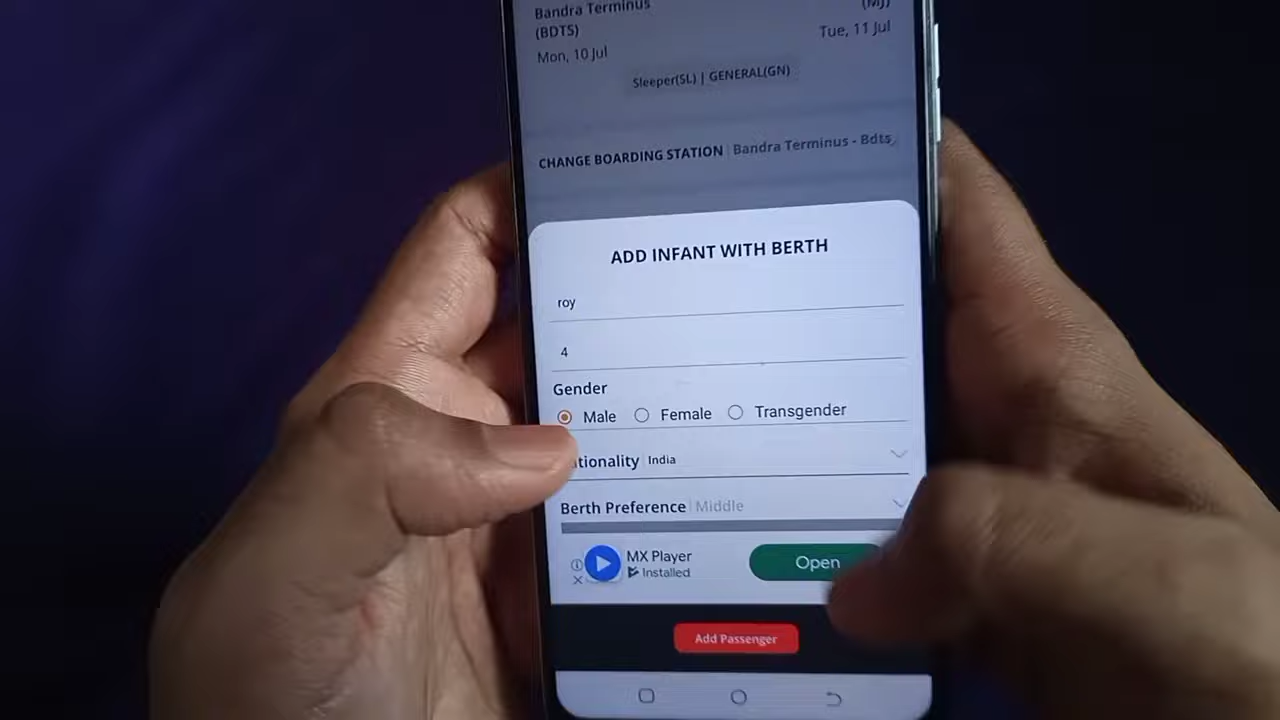 Bandra Terminus
(BDTS)
(MJ)
Mon, 10 Jul
Tue, 11 Jul
Sleeper(SL) | GENERAL(GN)
CHANGE BOARDING STATION Bandra Terminus - Bdts
ADD INFANT WITH BERTH
roy
4
Gender
Male Female Transgender
tionality India
Berth Preference Middle
MX Player
Installed
Open
Add Passenger